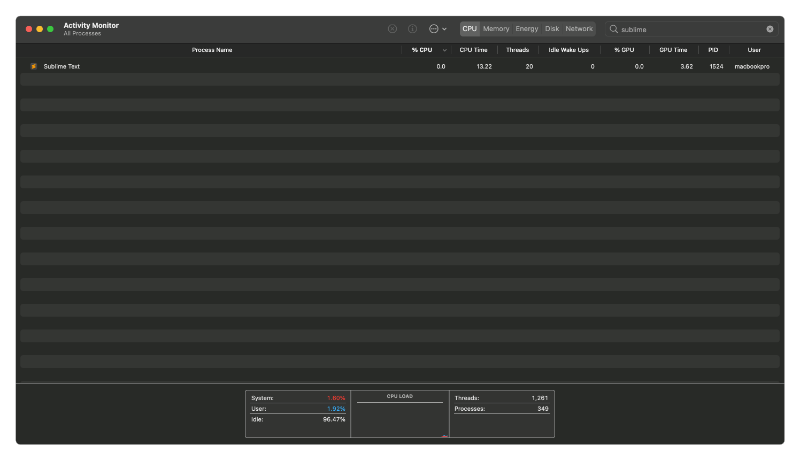 Activity Monitor
All Processes
CPU Memory Energy Disk Network
sublime
Process Name % CPU CPU Time Threads Idle Wake Ups % GPU GPU Time PID User
Sublime Text 0.0 13.22 20 0 0.0 3.62 1524 macbookpro
System: 1.60%
User: 1.92%
Idle: 96.47%
CPU LOAD
Threads: 1,261
Processes: 349